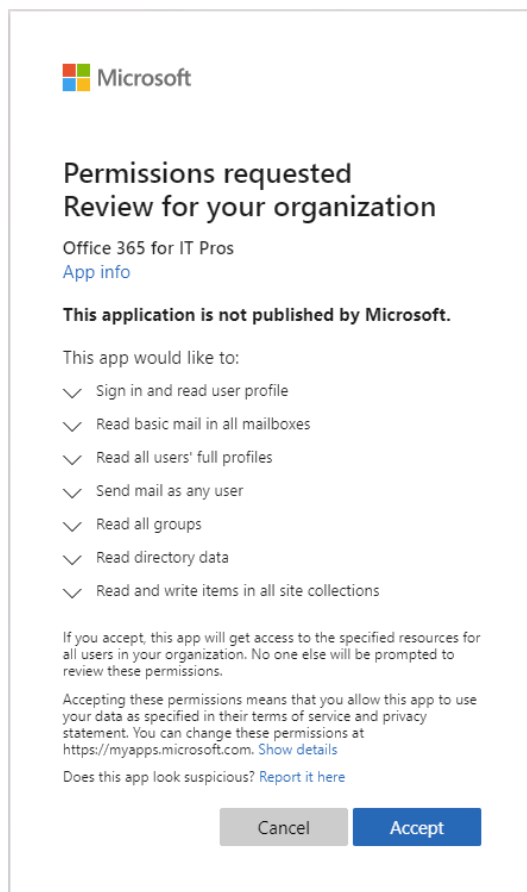 Microsoft
Permissions requested
Review for your organization
Office 365 for IT Pros
App info
This application is not published by Microsoft.
This app would like to:
Sign in and read user profile
Read basic mail in all mailboxes
Read all users' full profiles
Send mail as any user
Read all groups
Read directory data
Read and write items in all site collections
If you accept, this app will get access to the specified resources for
all users in your organization. No one else will be prompted to
review these permissions.
Accepting these permissions means that you allow this app to use
your data as specified in their terms of service and privacy
statement. You can change these permissions at
https://myapps.microsoft.com. Show details
Does this app look suspicious? Report it here
Cancel Accept